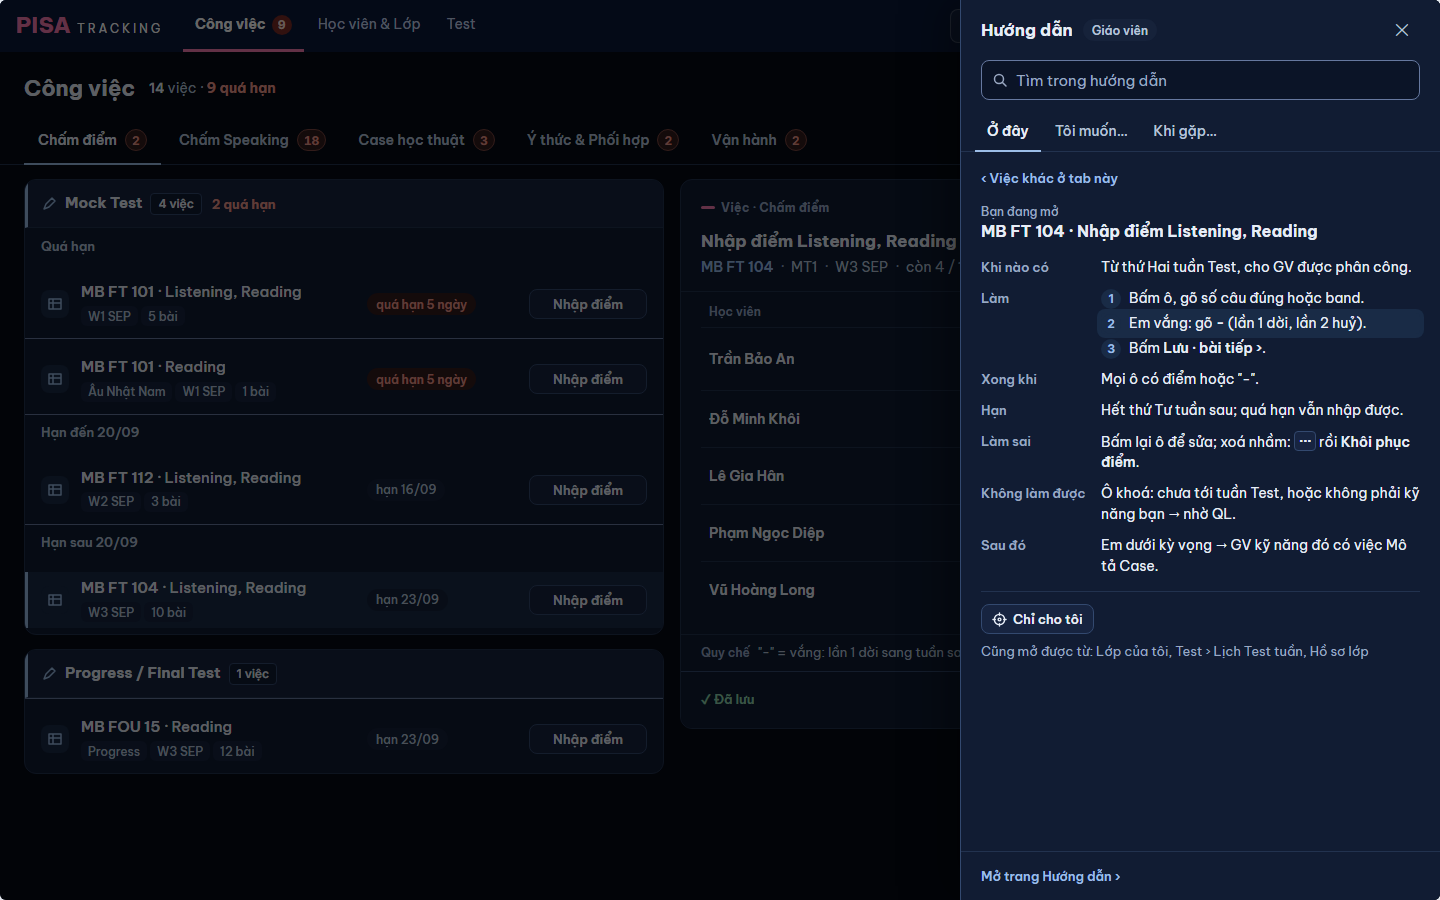 PISA TRACKING
Công việc 9
Học viên & Lớp
Test
Công việc
14 việc · 9 quá hạn
Chấm điểm 2
Chấm Speaking 18
Case học thuật 3
Ý thức & Phối hợp 2
Vận hành 2
Mock Test 4 việc 2 quá hạn
Quá hạn
MB FT 101 · Listening, Reading
W1 SEP 5 bài
quá hạn 5 ngày
Nhập điểm
MB FT 101 · Reading
Âu Nhật Nam W1 SEP 1 bài
quá hạn 5 ngày
Nhập điểm
Hạn đến 20/09
MB FT 112 · Listening, Reading
W2 SEP 3 bài
hạn 16/09
Nhập điểm
Hạn sau 20/09
MB FT 104 · Listening, Reading
W3 SEP 10 bài
hạn 23/09
Nhập điểm
Progress / Final Test 1 việc
MB FOU 15 · Reading
Progress W3 SEP 12 bài
hạn 23/09
Nhập điểm
Việc · Chấm điểm
Nhập điểm Listening, Reading
MB FT 104 · MT1 · W3 SEP · còn 4 /
Học viên
Trần Bảo An
Đỗ Minh Khôi
Lê Gia Hân
Phạm Ngọc Diệp
Vũ Hoàng Long
Quy chế "-" = vắng: lần 1 dời sang tuần
✓ Đã lưu
Hướng dẫn Giáo viên
Tìm trong hướng dẫn
Ở đây
Tôi muốn...
Khi gặp...
‹ Việc khác ở tab này
Bạn đang mở
MB FT 104 · Nhập điểm Listening, Reading
Khi nào có
Từ thứ Hai tuần Test, cho GV được phân công.
Làm
1 Bấm ô, gõ số câu đúng hoặc band.
2 Em vắng: gõ - (lần 1 dời, lần 2 huỷ).
3 Bấm Lưu · bài tiếp ›.
Xong khi
Mọi ô có điểm hoặc "-".
Hạn
Hết thứ Tư tuần sau; quá hạn vẫn nhập được.
Làm sai
Bấm lại ô để sửa; xoá nhầm: ··· rồi Khôi phục
điểm.
Không làm được
Ô khoá: chưa tới tuần Test, hoặc không phải kỹ
năng bạn → nhờ QL.
Sau đó
Em dưới kỳ vọng → GV kỹ năng đó có việc Mô
tả Case.
Chỉ cho tôi
Cũng mở được từ: Lớp của tôi, Test › Lịch Test tuần, Hồ sơ lớp
Mở trang Hướng dẫn ›